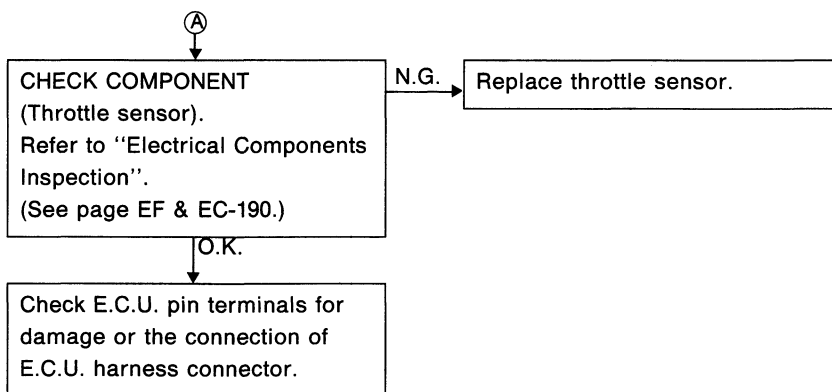 A
CHECK COMPONENT
(Throttle sensor).
Refer to "Electrical Components
Inspection".
(See page EF & EC-190.)
N.G.
Replace throttle sensor.
O.K.
Check E.C.U. pin terminals for
damage or the connection of
E.C.U. harness connector.